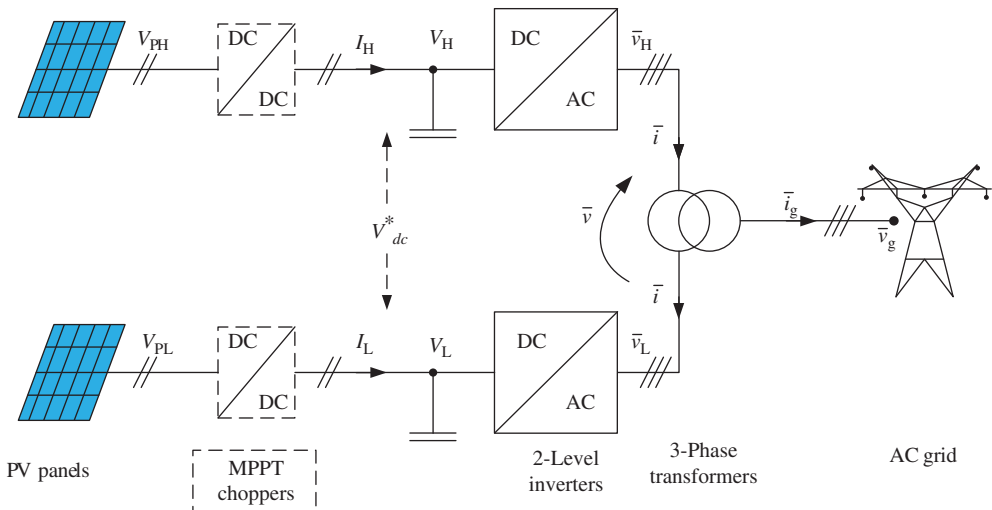 V_PH
DC
DC
I_H
V_H
DC
AC
v̅_H
i̅
v̅
V*_dc
i̅_g
v̅_g
i̅
V_PL
DC
DC
I_L
V_L
DC
AC
v̅_L
PV panels
MPPT
choppers
2-Level
inverters
3-Phase
transformers
AC grid